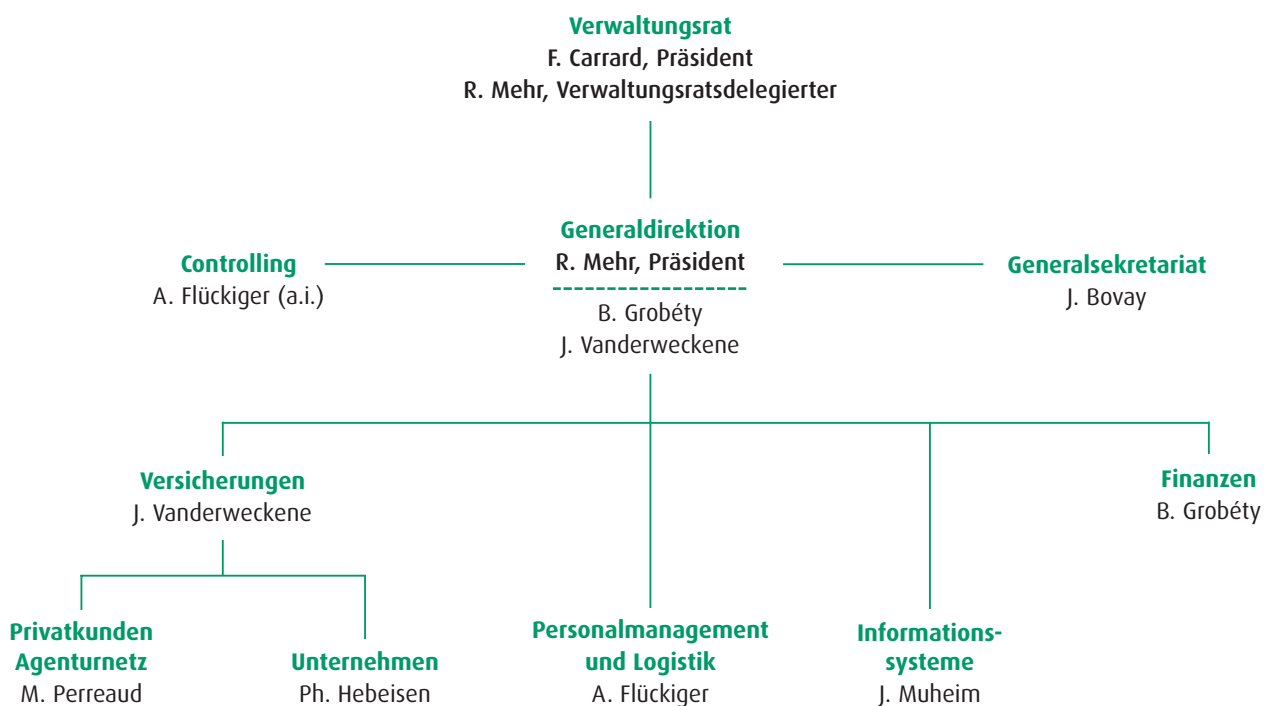 Verwaltungsrat
F. Carrard, Präsident
R. Mehr, Verwaltungsratsdelegierter
Generaldirektion
R. Mehr, Präsident
B. Grobéty
J. Vanderweckene
Controlling
A. Flückiger (a.i.)
Generalsekretariat
J. Bovay
Versicherungen
J. Vanderweckene
Finanzen
B. Grobéty
Privatkunden
Agenturnetz
M. Perreaud
Unternehmen
Ph. Hebeisen
Personalmanagement
und Logistik
A. Flückiger
Informations-
systeme
J. Muheim